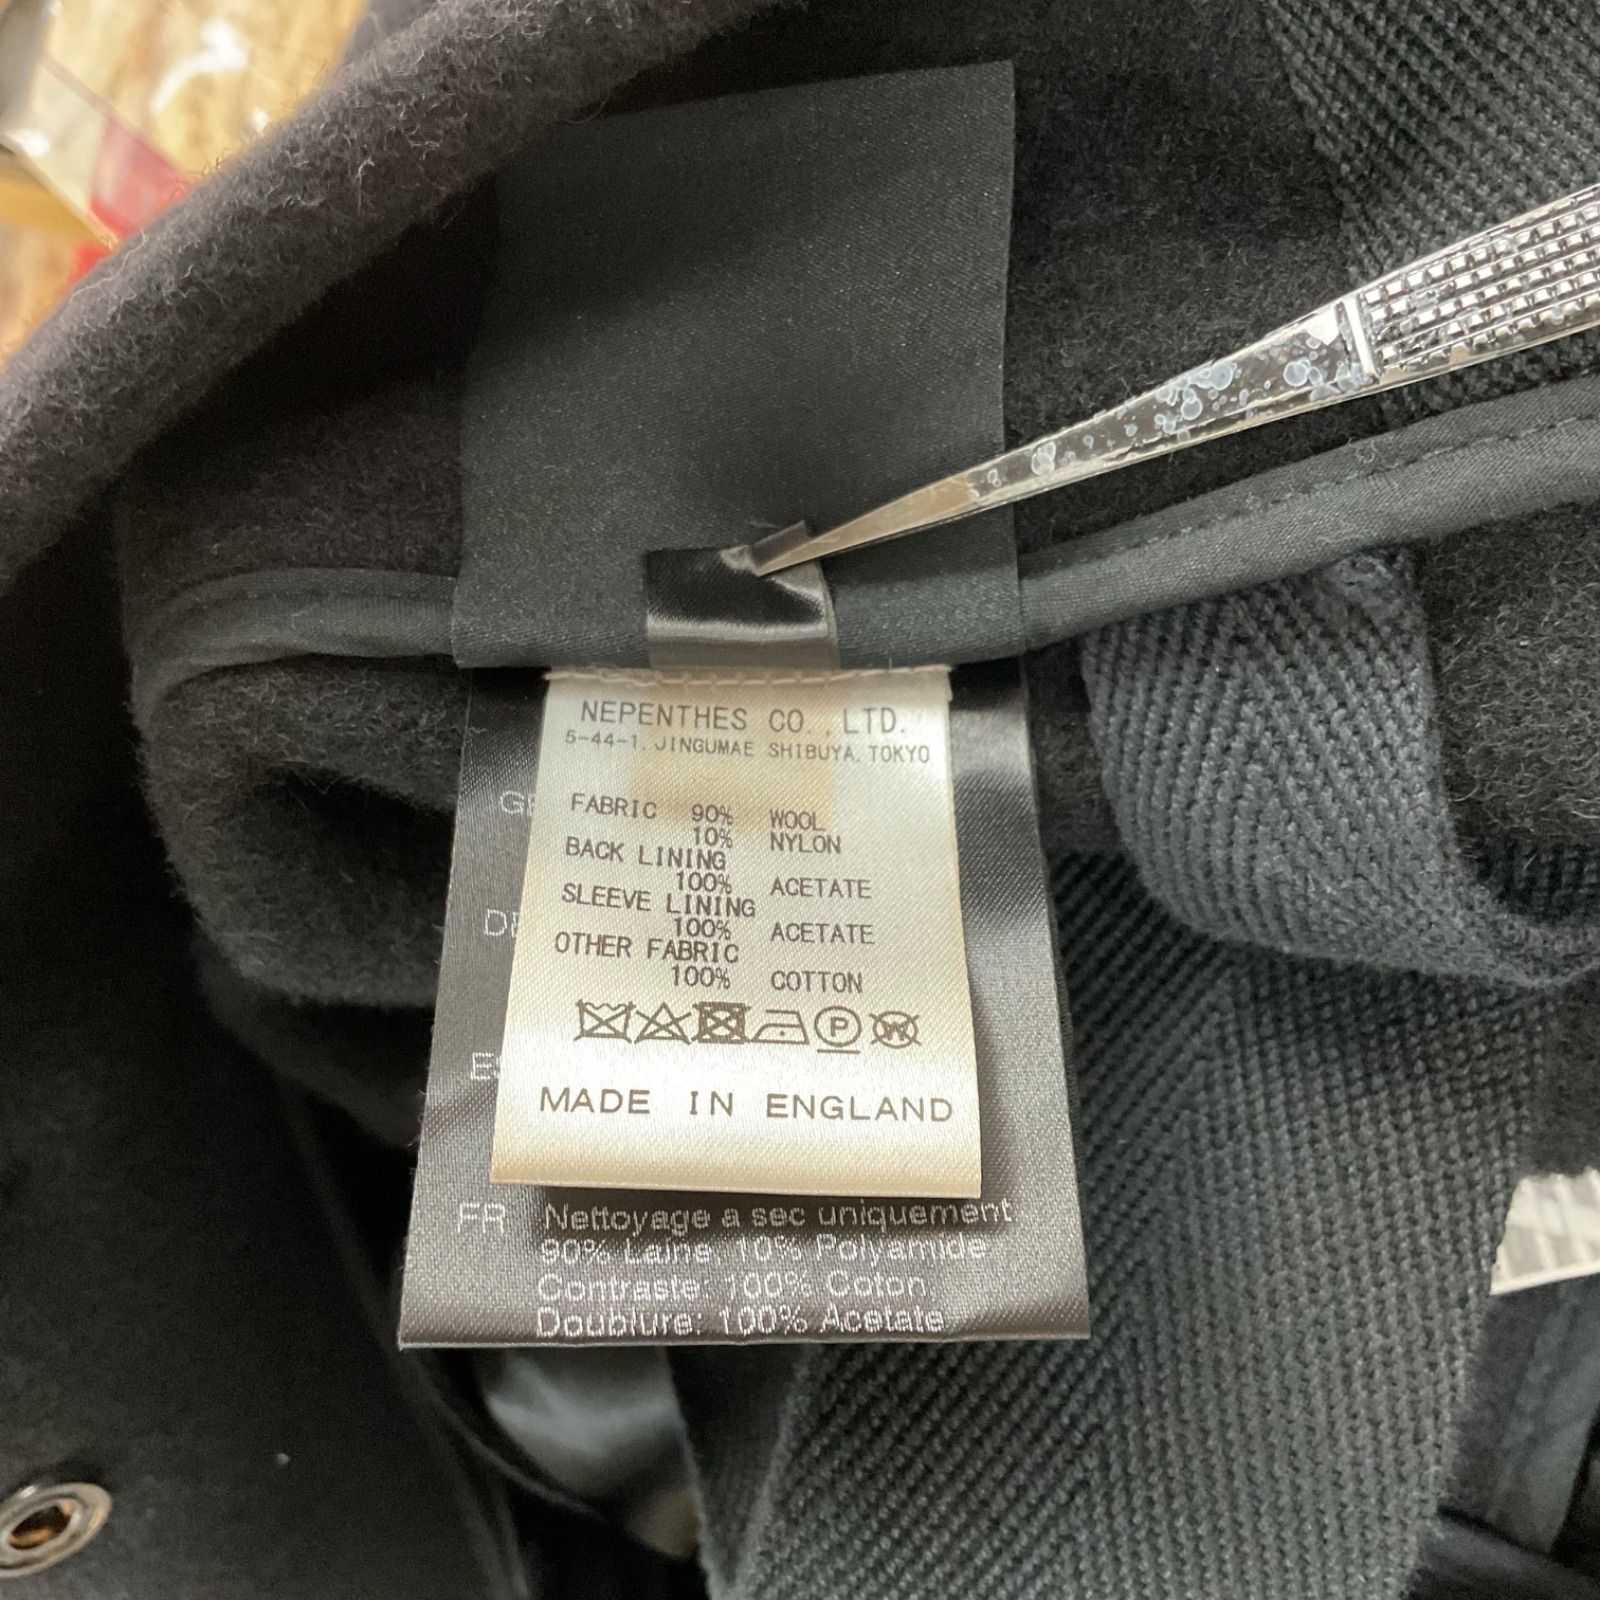 NEPENTHES CO.,LTD.
5-44-1, JINGUMAE SHIBUYA, TOKYO
FABRIC 90% WOOL
10% NYLON
BACK LINING
100% ACETATE
SLEEVE LINING
100% ACETATE
OTHER FABRIC
100% COTTON
P W
MADE IN ENGLAND
DE
ES
FR Nettoyage a sec uniquement
90% Laine, 10% Polyamide
Contraste: 100% Coton
Doublure: 100% Acetate